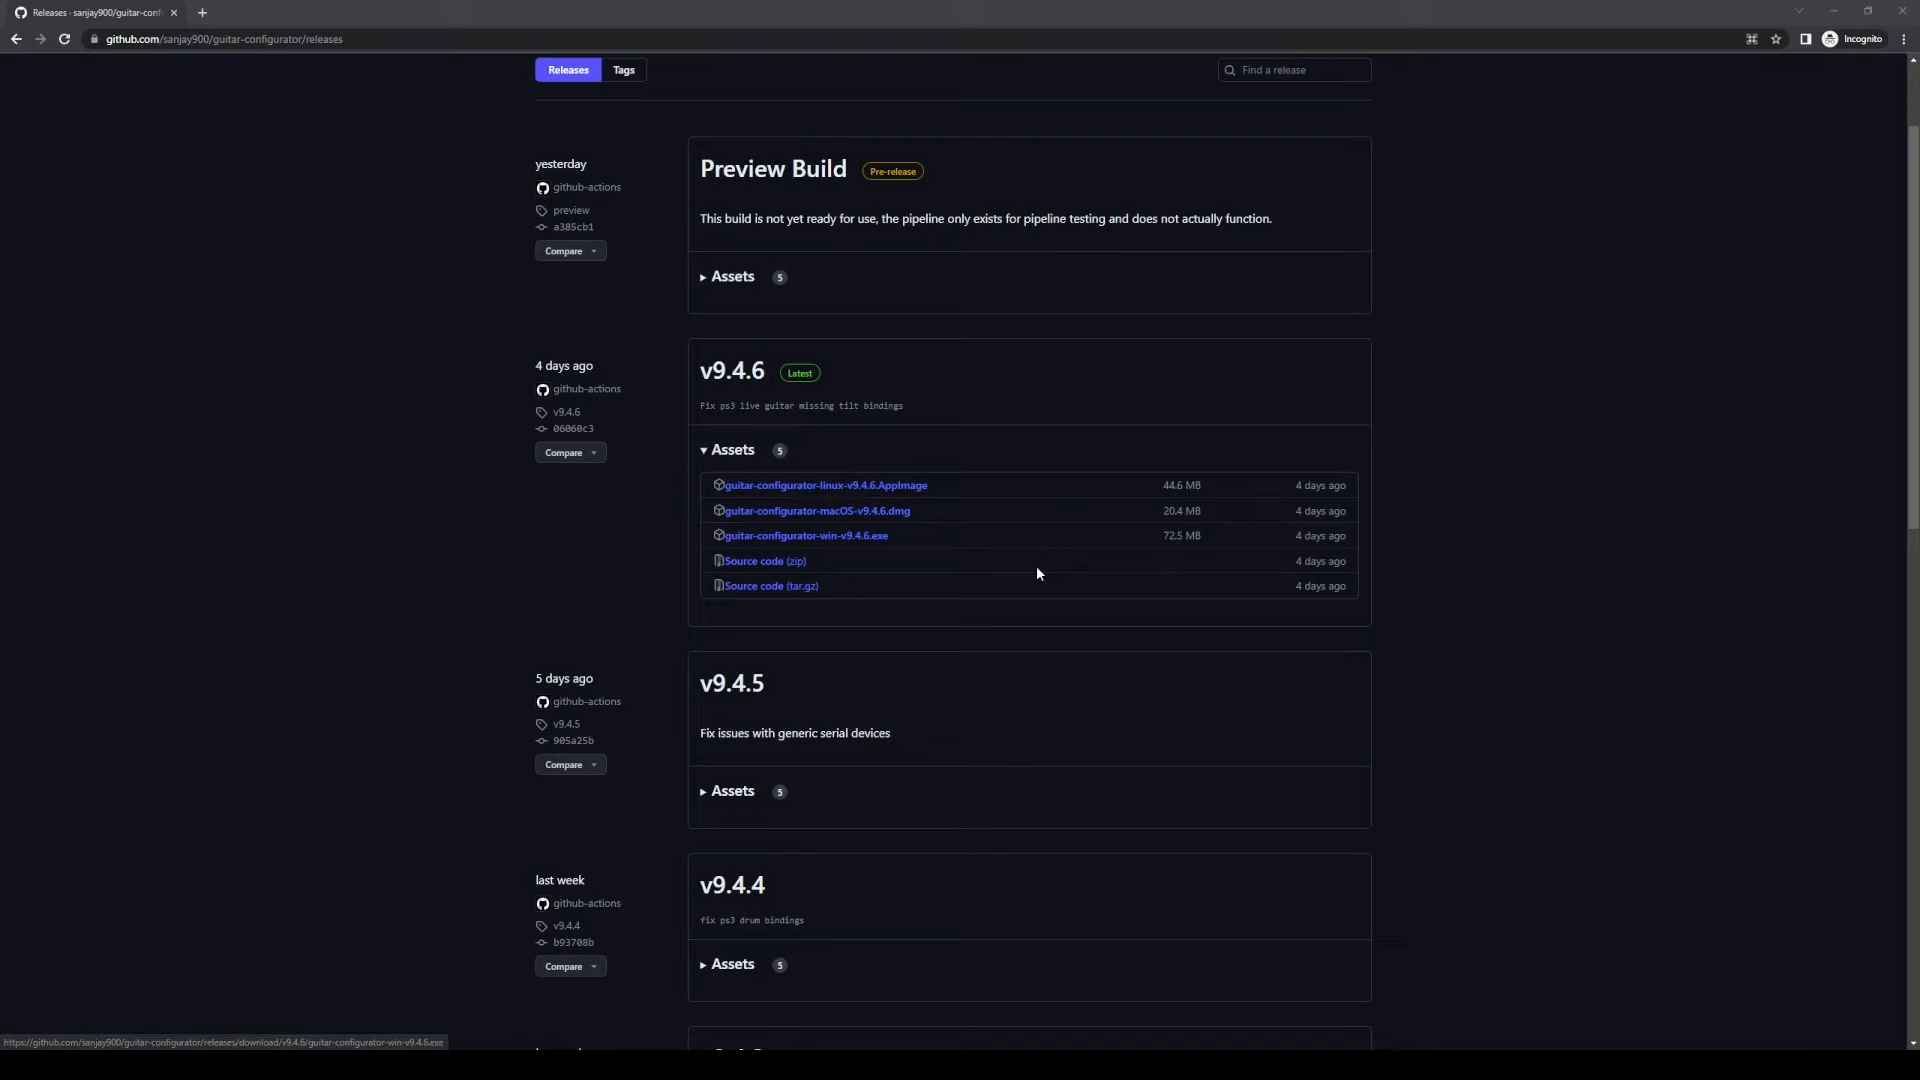 Releases · sanjay900/guitar-confi
github.com/sanjay900/guitar-configurator/releases
Incognito
Releases
Tags
Find a release
yesterday
github-actions
preview
a385cb1
Compare
Preview Build
Pre-release
This build is not yet ready for use, the pipeline only exists for pipeline testing and does not actually function.
Assets 5
4 days ago
github-actions
v9.4.6
06060c3
Compare
v9.4.6
Latest
Fix ps3 live guitar missing tilt bindings
Assets 5
guitar-configurator-linux-v9.4.6.AppImage 44.6 MB 4 days ago
guitar-configurator-macOS-v9.4.6.dmg 20.4 MB 4 days ago
guitar-configurator-win-v9.4.6.exe 72.5 MB 4 days ago
Source code (zip) 4 days ago
Source code (tar.gz) 4 days ago
5 days ago
github-actions
v9.4.5
905a25b
Compare
v9.4.5
Fix issues with generic serial devices
Assets 5
last week
github-actions
v9.4.4
b93708b
Compare
v9.4.4
fix ps3 drum bindings
Assets 5
https://github.com/sanjay900/guitar-configurator/releases/download/v9.4.6/guitar-configurator-win-v9.4.6.exe